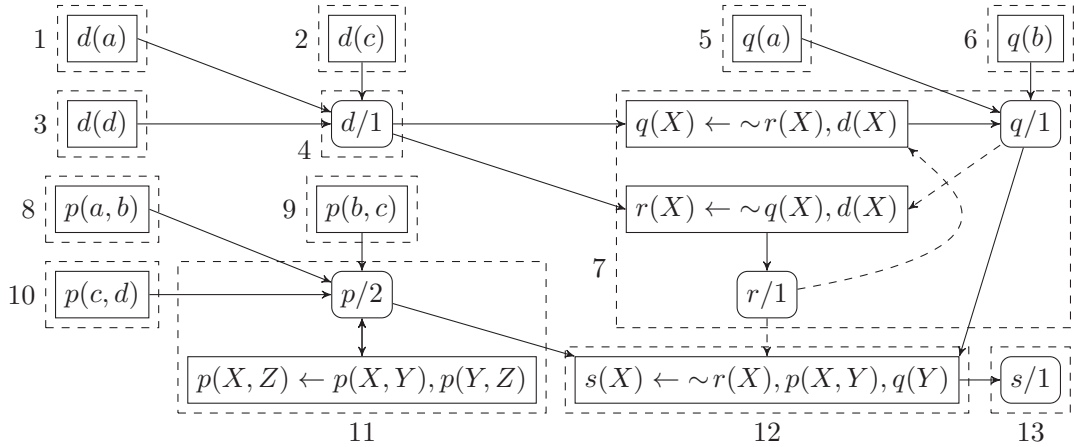 1 d(a) 2 d(c) 5 q(a) 6 q(b)
3 d(d) d/1 q(X) ← ∼r(X), d(X) q/1
4
8 p(a, b) 9 p(b, c) r(X) ← ∼q(X), d(X)
7
10 p(c, d) p/2 r/1
p(X, Z) ← p(X, Y), p(Y, Z) s(X) ← ∼r(X), p(X, Y), q(Y) s/1
11 12 13